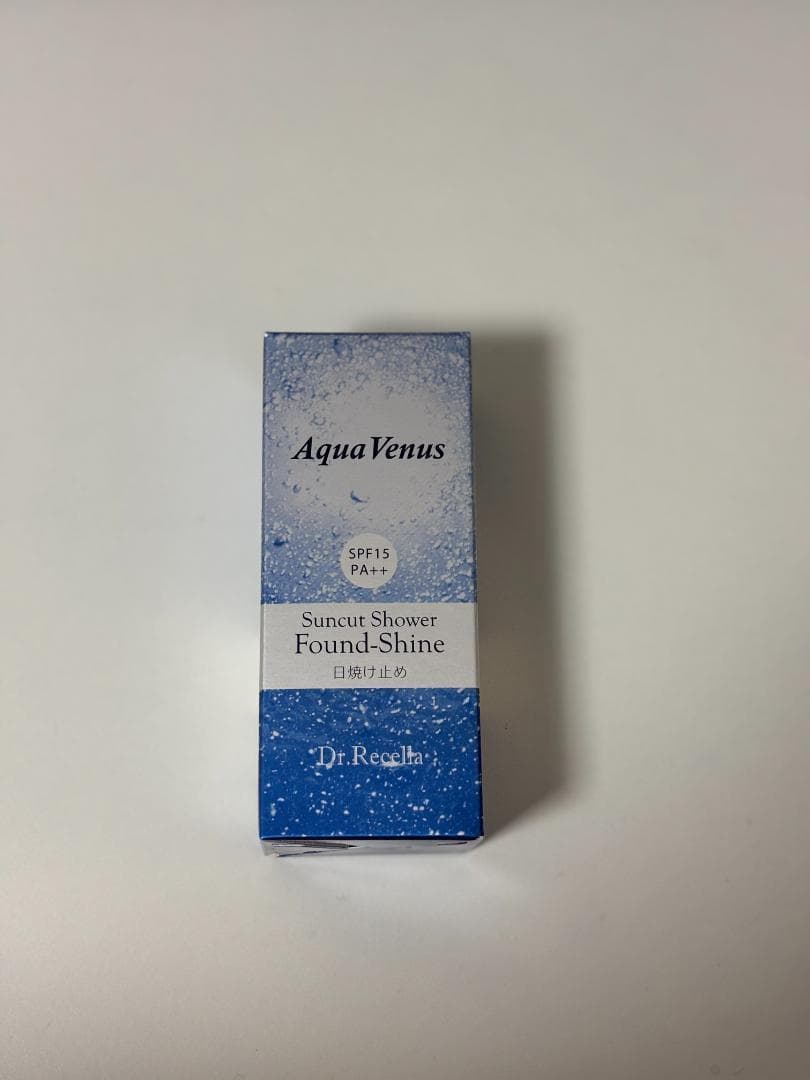 Aqua Venus
SPF15
PA++
Suncut Shower
Found-Shine
日焼け止め
Dr.Recella